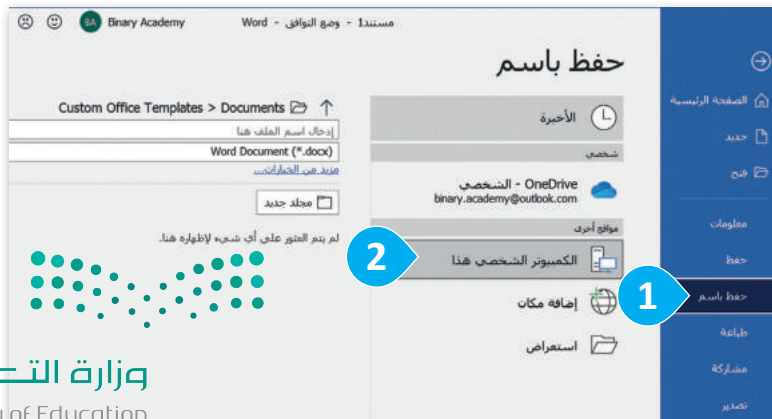 مستند1 - وضع التوافق - Word
Binary Academy
BA
الصفحة الرئيسية
جديد
فتح
معلومات
حفظ
حفظ باسم
طباعة
مشاركة
تصدير
1
حفظ باسم
الأخيرة
شخصي
OneDrive - الشخصي
binary.academy@outlook.com
مواقع أخرى
الكمبيوتر الشخصي هذا
2
إضافة مكان
استعراض
Custom Office Templates > Documents
إدخال اسم الملف هنا
Word Document (*.docx)
مزيد من الخيارات...
مجلد جديد
لم يتم العثور على أي شيء لإظهاره هنا.
وزارة التـ
of Education